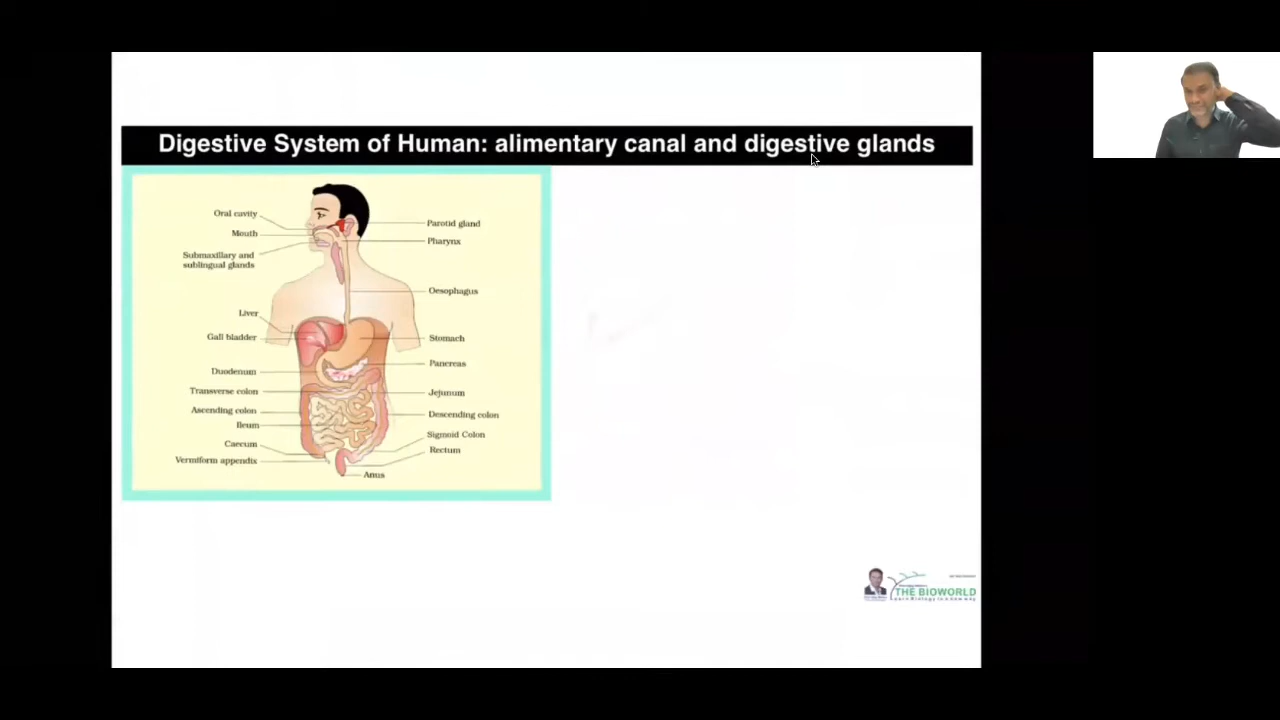 Digestive System of Human: alimentary canal and digestive glands
Oral cavity
Mouth
Submaxillary and
sublingual glands
Liver
Gall bladder
Duodenum
Transverse colon
Ascending colon
Ileum
Caecum
Vermiform appendix
Parotid gland
Pharynx
Oesophagus
Stomach
Pancreas
Jejunum
Descending colon
Sigmoid Colon
Rectum
Anus
THE BIOWORLD